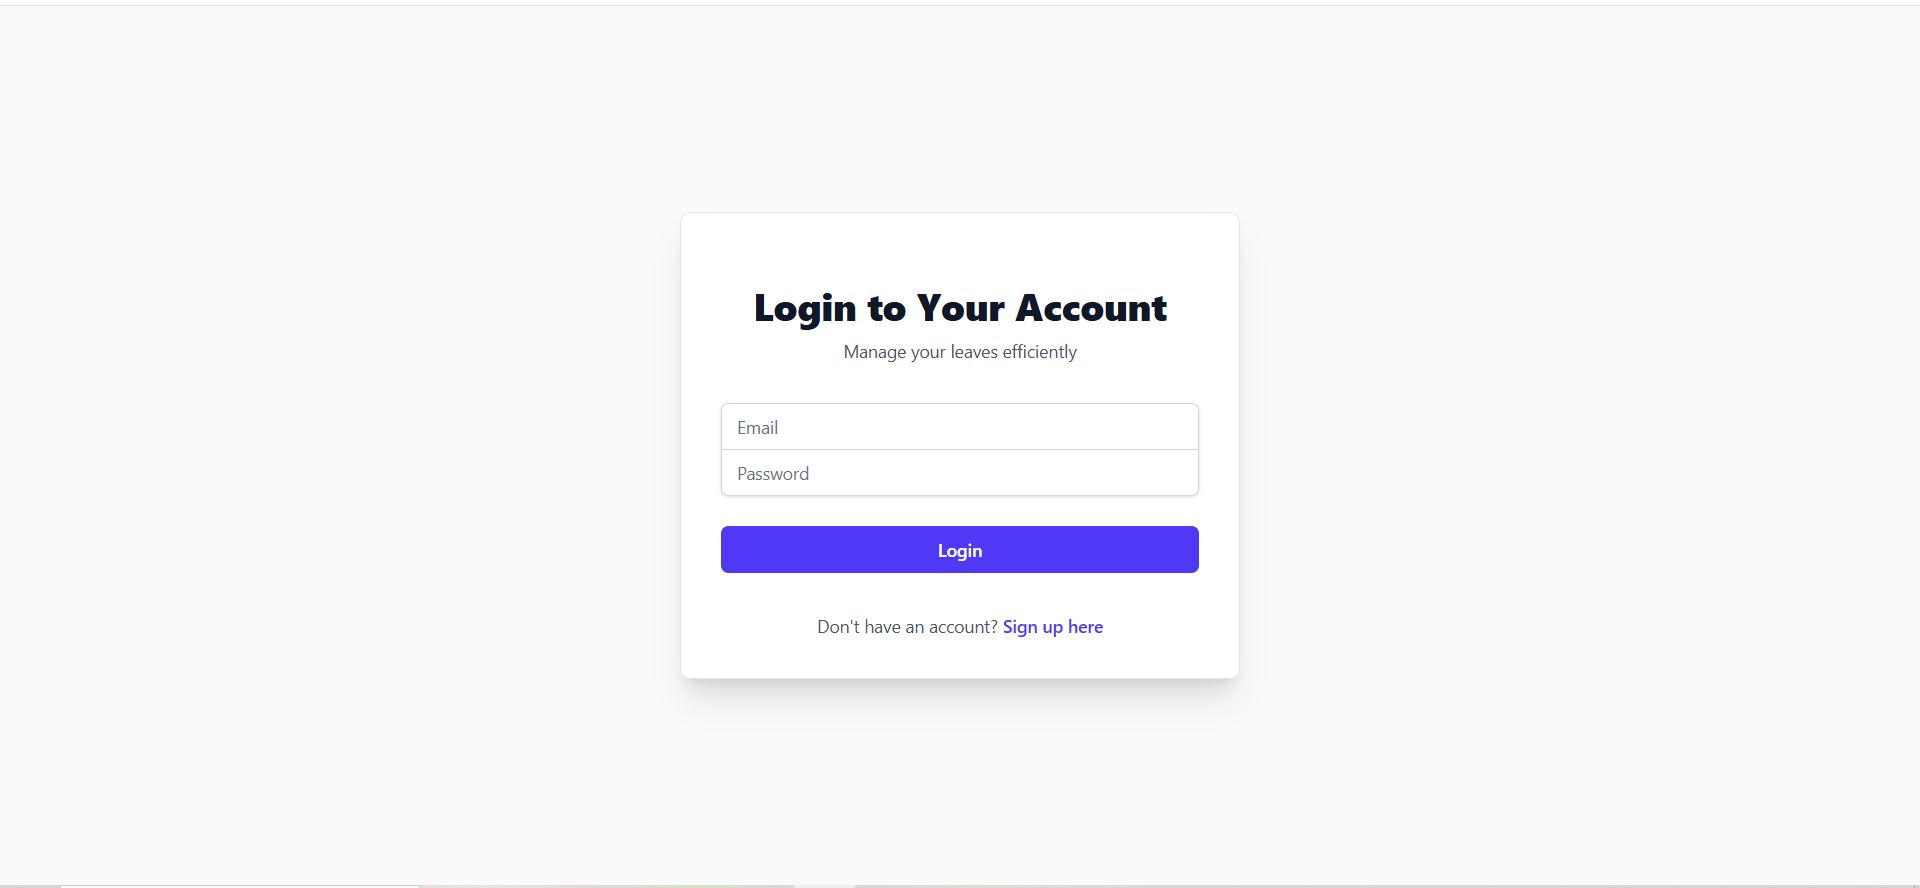 Login to Your Account
Manage your leaves efficiently
Email
Password
Login
Don't have an account? Sign up here